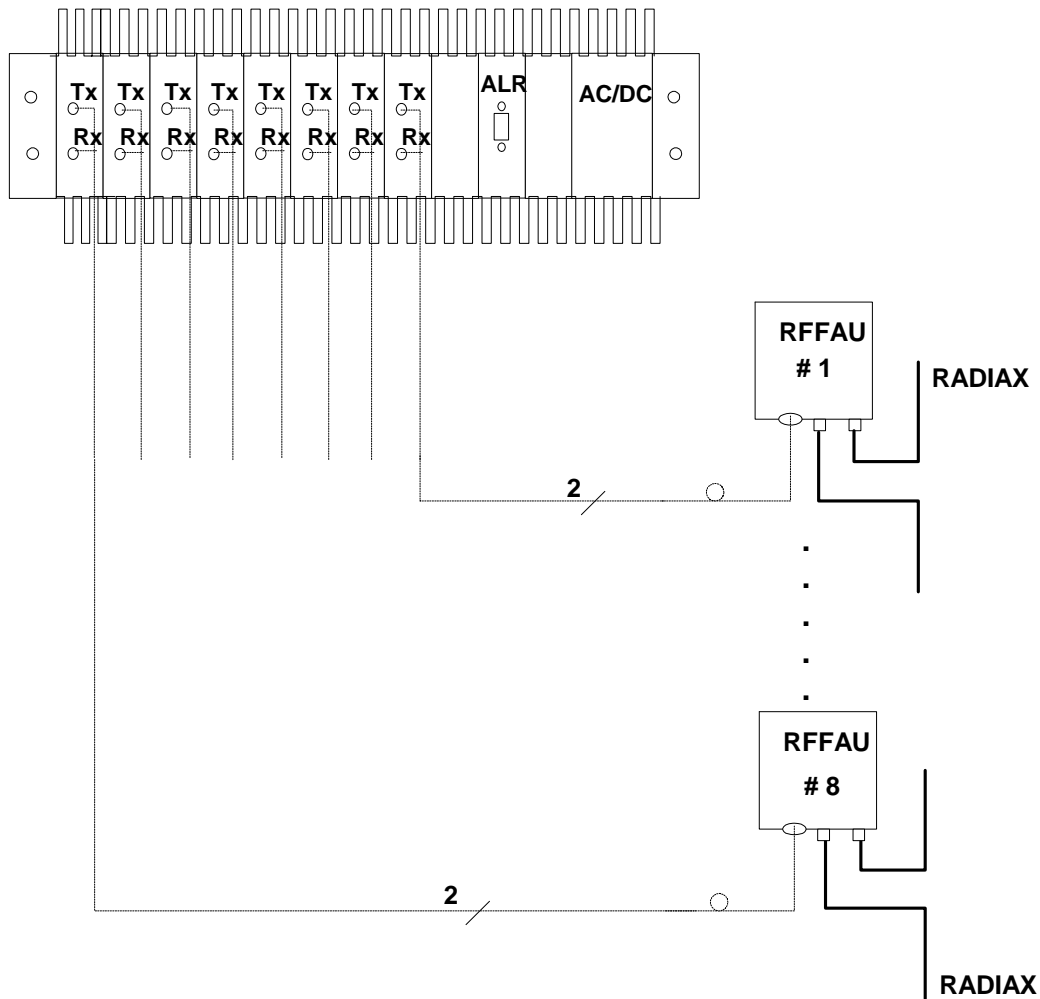 Tx Tx Tx Tx Tx Tx Tx Tx ALR AC/DC
Rx Rx Rx Rx Rx Rx Rx Rx
RFFAU
# 1
RADIAX
2
RFFAU
# 8
2
RADIAX